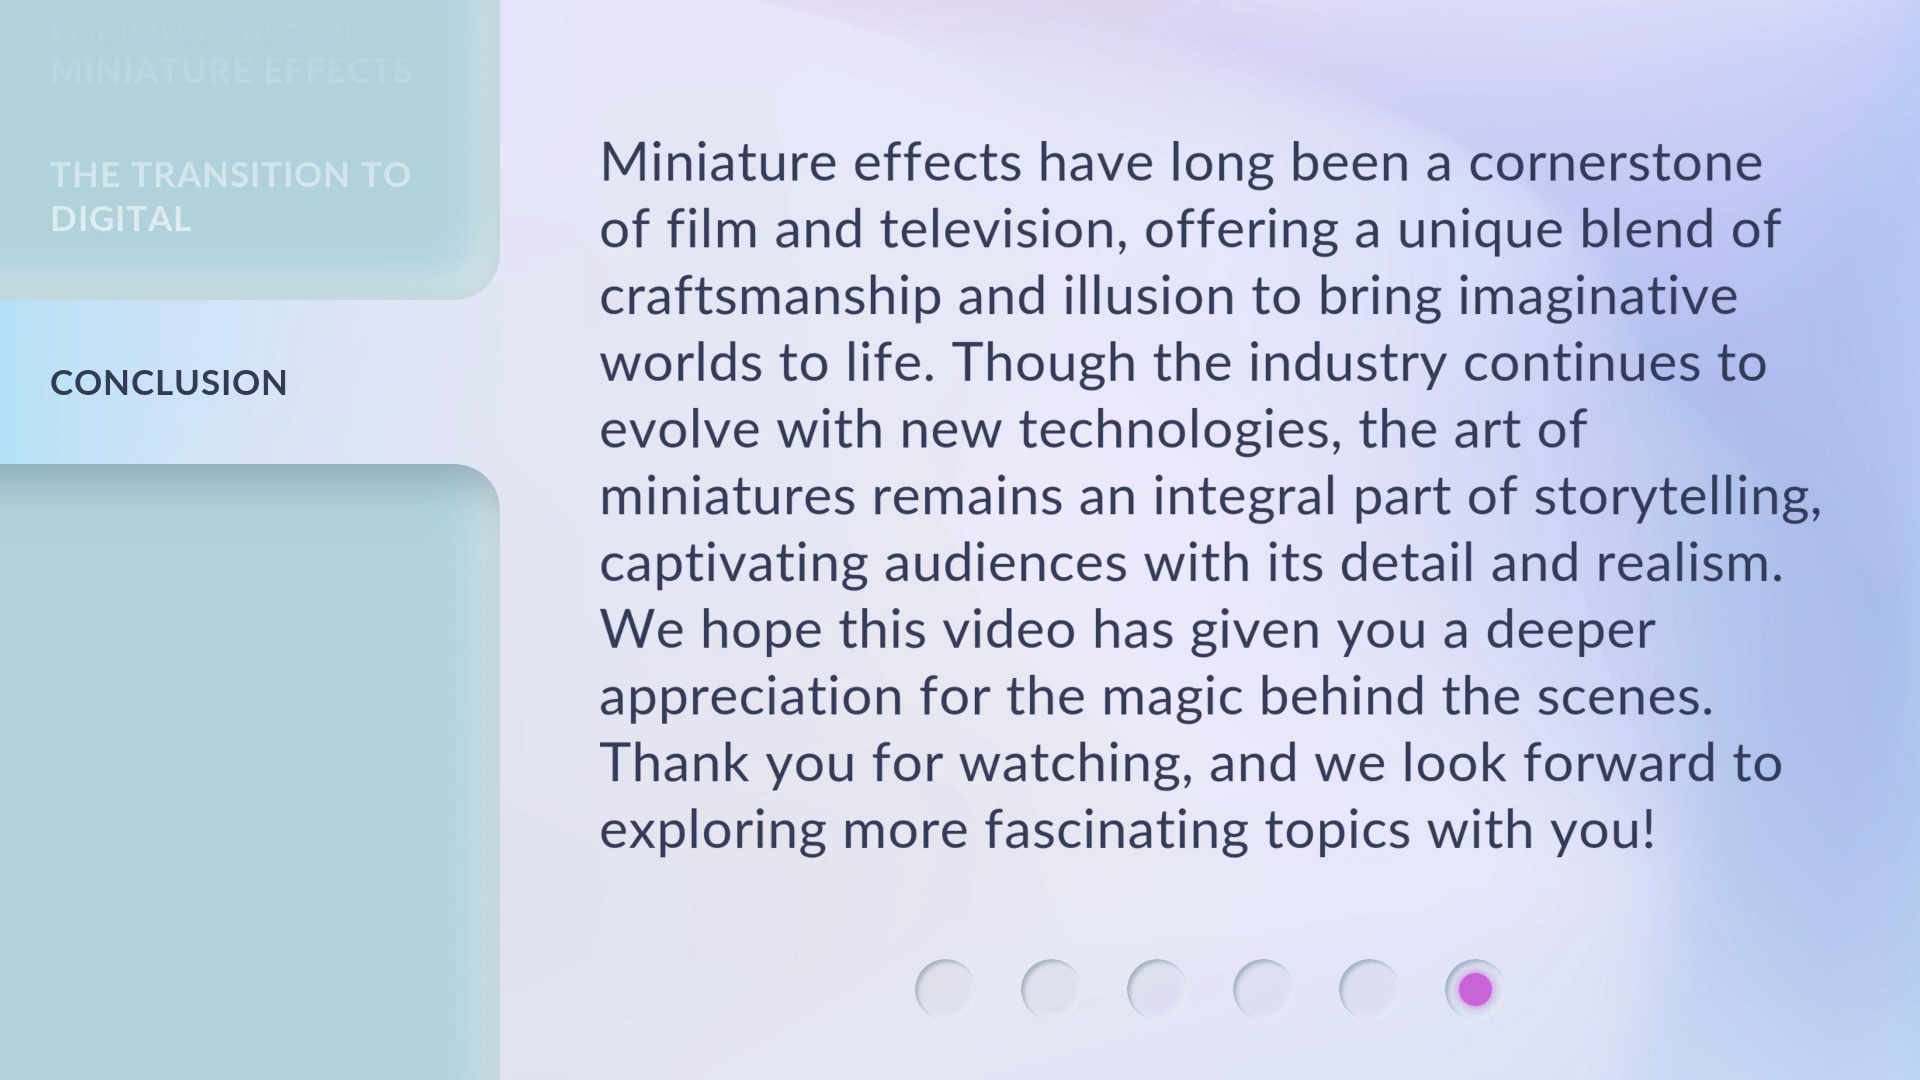 FAMOUS USES OF
MINIATURE EFFECTS
THE TRANSITION TO
DIGITAL
CONCLUSION
Miniature effects have long been a cornerstone
of film and television, offering a unique blend of
craftsmanship and illusion to bring imaginative
worlds to life. Though the industry continues to
evolve with new technologies, the art of
miniatures remains an integral part of storytelling,
captivating audiences with its detail and realism.
We hope this video has given you a deeper
appreciation for the magic behind the scenes.
Thank you for watching, and we look forward to
exploring more fascinating topics with you!